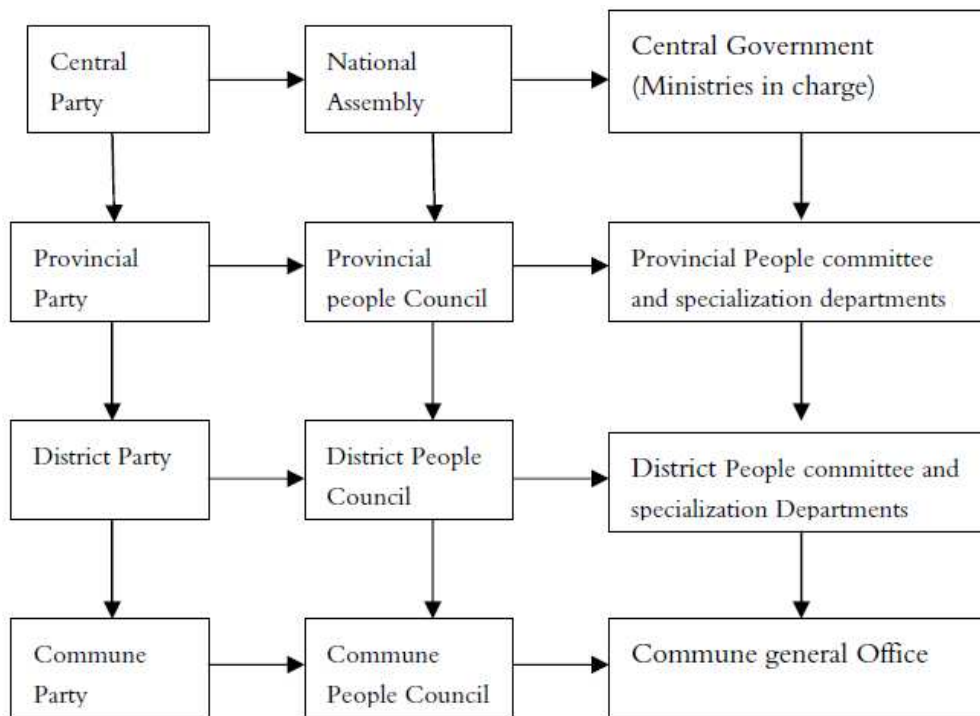 Central
Party
National
Assembly
Central Government
(Ministries in charge)
Provincial
Party
Provincial
people Council
Provincial People committee
and specialization departments
District Party
District People
Council
District People committee and
specialization Departments
Commune
Party
Commune
People Council
Commune general Office